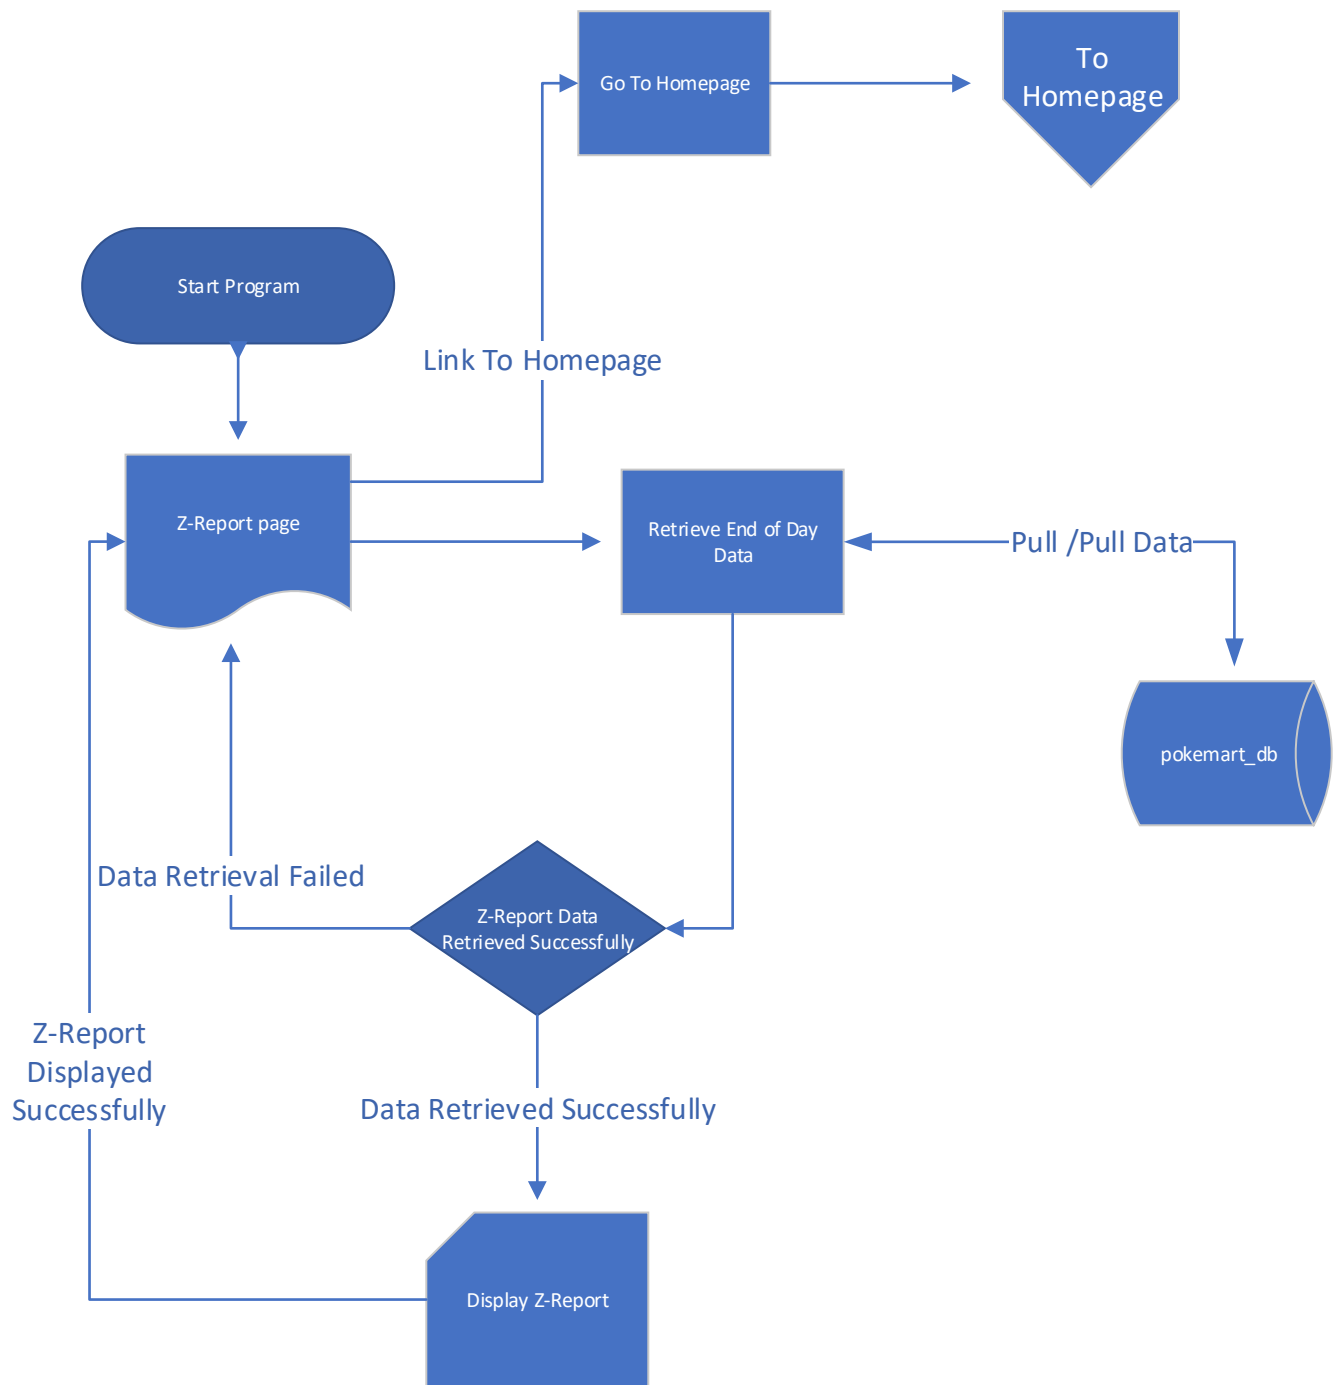 Go To Homepage
To
Homepage
Start Program
Link To Homepage
Z-Report page
Retrieve End of Day
Data
Pull /Pull Data
pokemart_db
Data Retrieval Failed
Z-Report Data
Retrieved Successfully
Z-Report
Displayed
Successfully
Data Retrieved Successfully
Display Z-Report